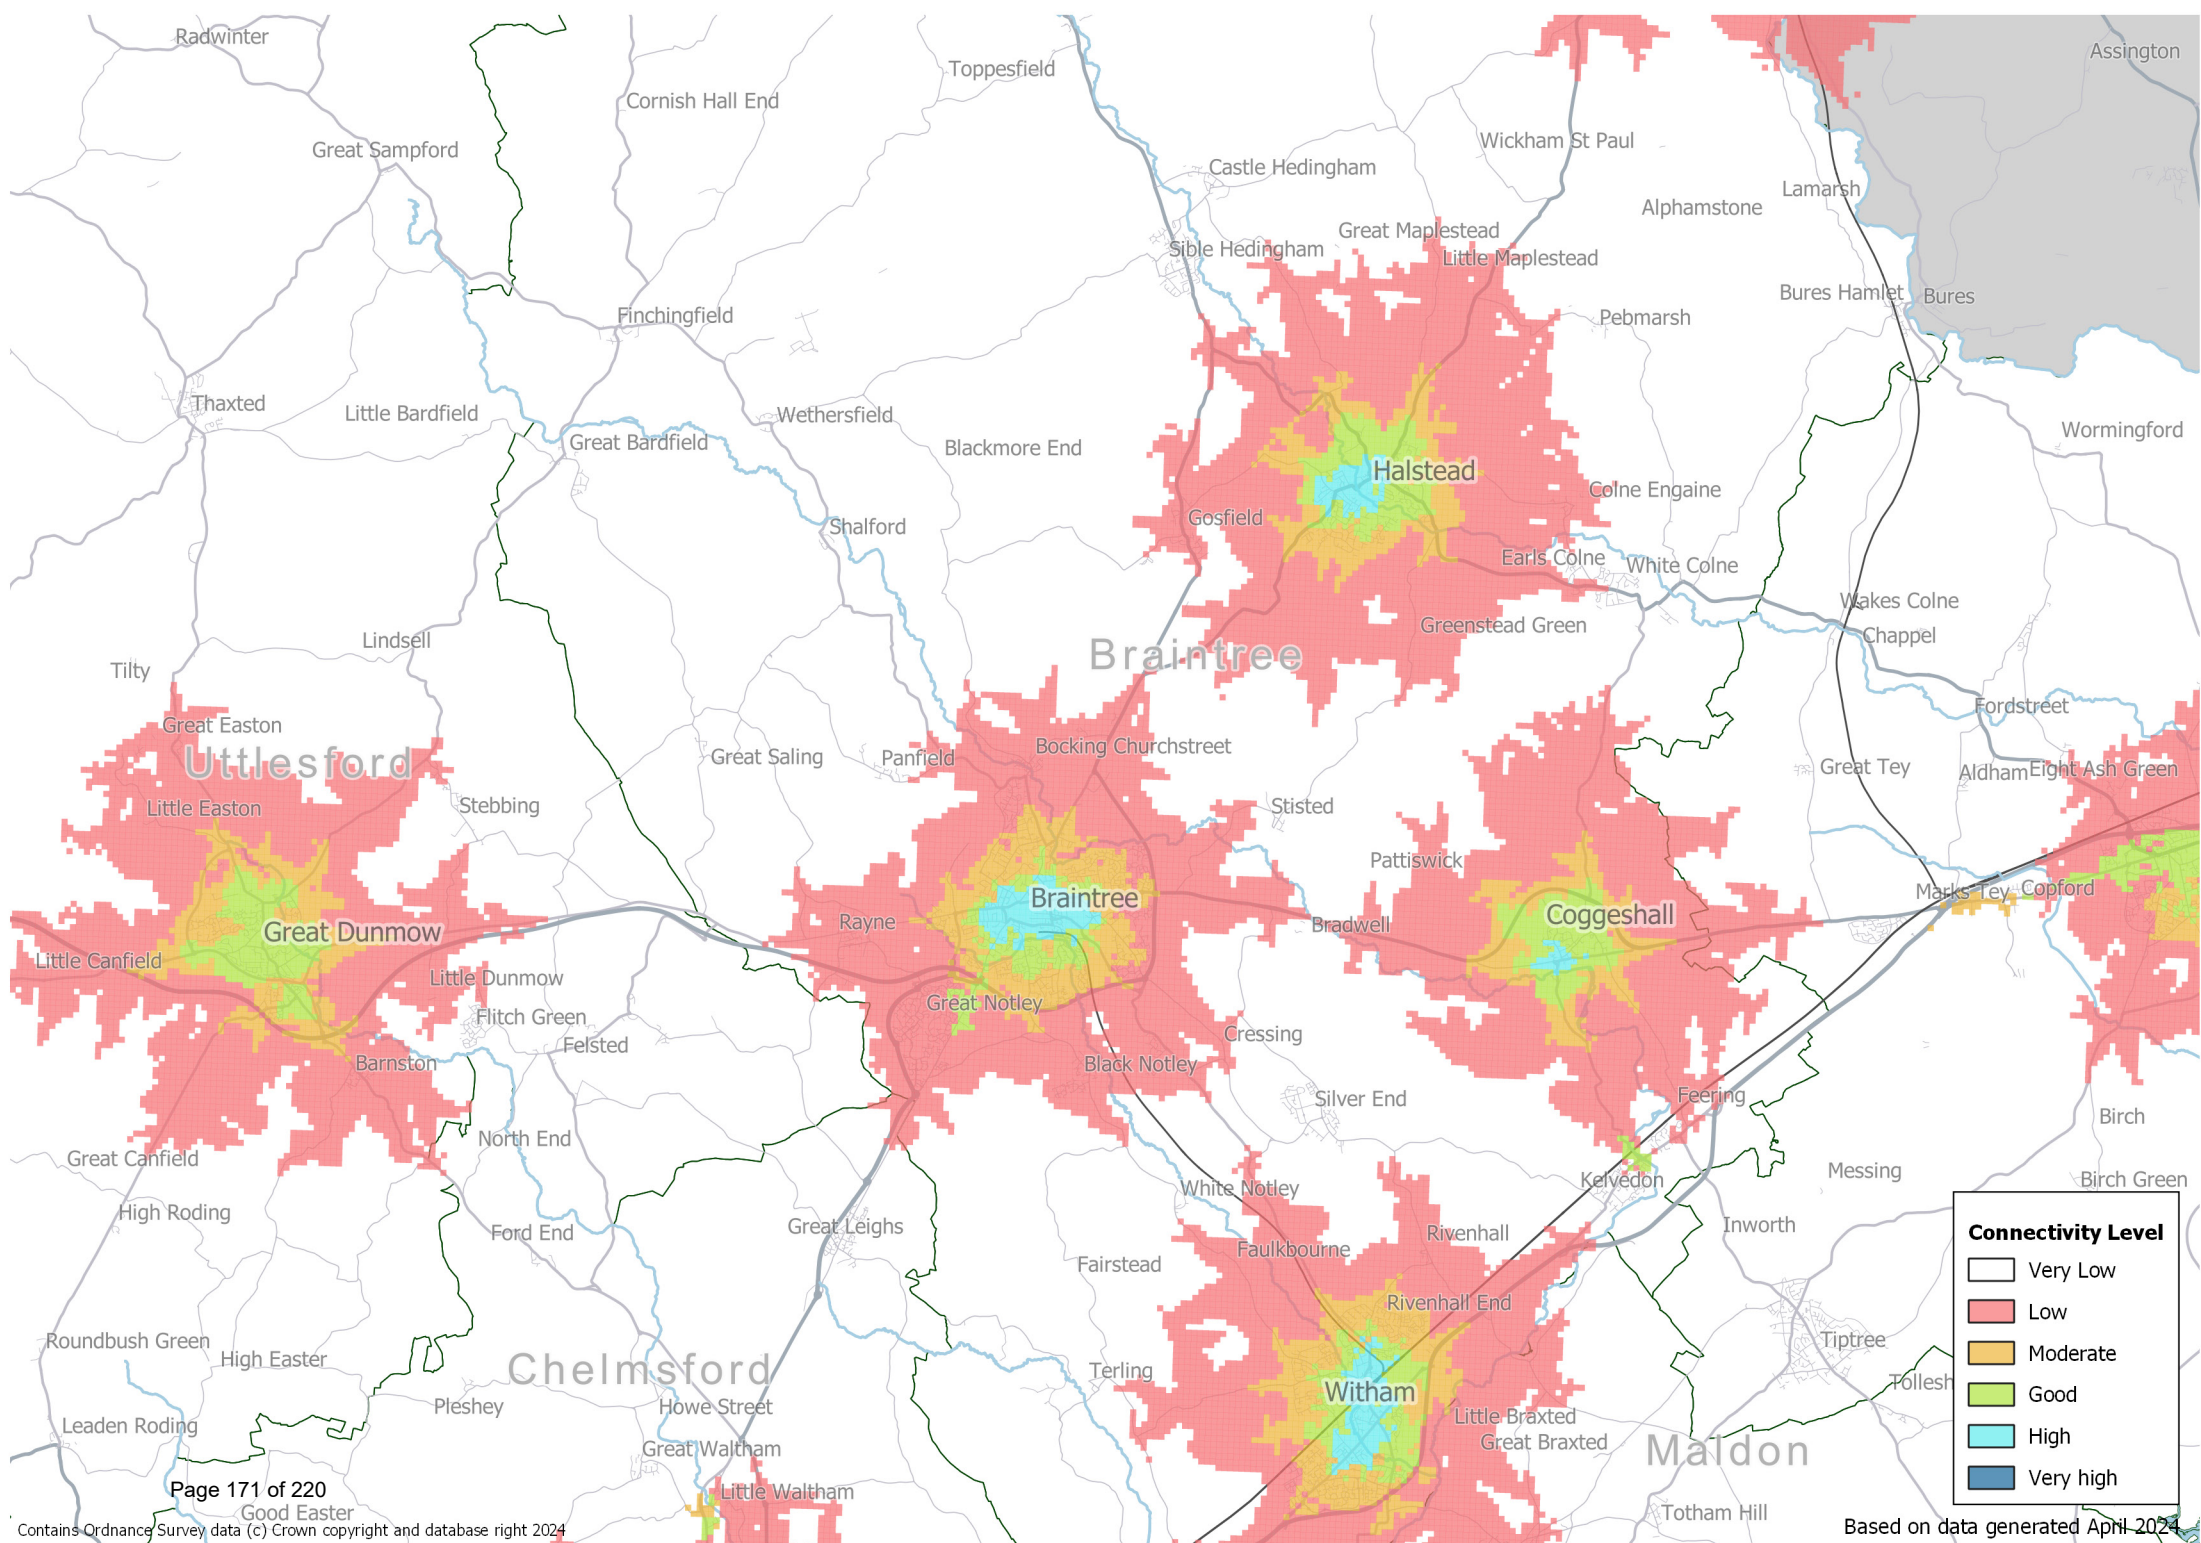 Radwinter
Assington
Toppesfield
Cornish Hall End
Wickham St Paul
Great Sampford
Castle Hedingham
Lamarsh
Alphamstone
Great Maplestead
Sible Hedingham
Little Maplestead
Bures Hamlet
Bures
Finchingfield
Pebmarsh
Thaxted
Little Bardfield
Wethersfield
Wormingford
Great Bardfield
Blackmore End
Halstead
Colne Engaine
Gosfield
Shalford
Earls Colne
White Colne
Wakes Colne
Greenstead Green
Chappel
Lindsell
Braintree
Tilty
Fordstreet
Great Easton
Bocking Churchstreet
Uttlesford
Great Saling
Panfield
Great Tey
Aldham
Eight Ash Green
Little Easton
Stebbing
Stisted
Pattiswick
Marks Tey
Copford
Braintree
Rayne
Coggeshall
Bradwell
Great Dunmow
Little Canfield
Little Dunmow
Great Notley
Flitch Green
Cressing
Felsted
Barnston
Black Notley
Silver End
Feering
Birch
North End
Great Canfield
Messing
Kelvedon
Birch Green
White Notley
High Roding
Great Leighs
Inworth
Ford End
Rivenhall
Faulkbourne
Fairstead
Rivenhall End
Roundbush Green
Tiptree
High Easter
Chelmsford
Terling
Tollesh
Witham
Pleshey
Howe Street
Little Braxted
Leaden Roding
Great Braxted
Great Waltham
Maldon
Little Waltham
Good Easter
Totham Hill
Connectivity Level
Very Low
Low
Moderate
Good
High
Very high
Page 171 of 220
Contains Ordnance Survey data (c) Crown copyright and database right 2024
Based on data generated April 2024